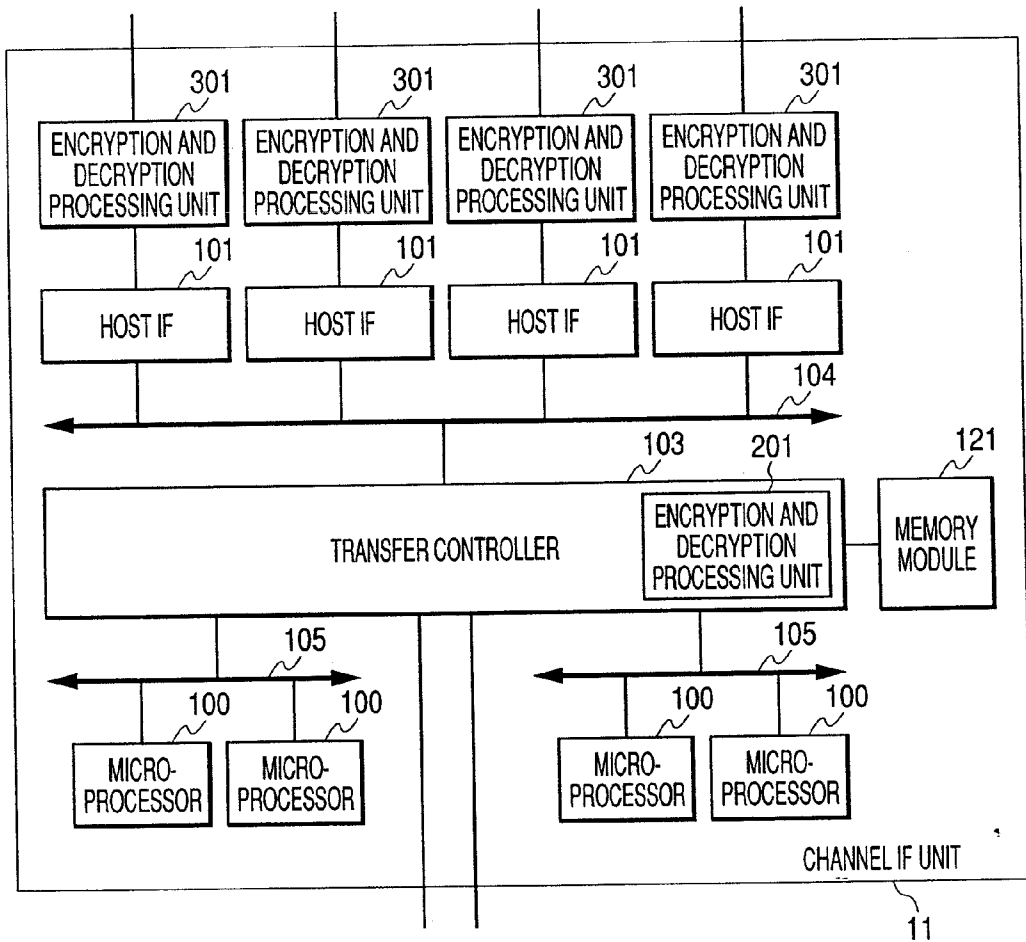 301 301 301 301
ENCRYPTION AND DECRYPTION PROCESSING UNIT
ENCRYPTION AND DECRYPTION PROCESSING UNIT
ENCRYPTION AND DECRYPTION PROCESSING UNIT
ENCRYPTION AND DECRYPTION PROCESSING UNIT
101 101 101 101
HOST IF HOST IF HOST IF HOST IF
104
103 201 121
TRANSFER CONTROLLER
ENCRYPTION AND
DECRYPTION
PROCESSING UNIT
MEMORY
MODULE
105 105
100 100 100 100
MICRO-
PROCESSOR
MICRO-
PROCESSOR
MICRO-
PROCESSOR
MICRO-
PROCESSOR
CHANNEL IF UNIT
11